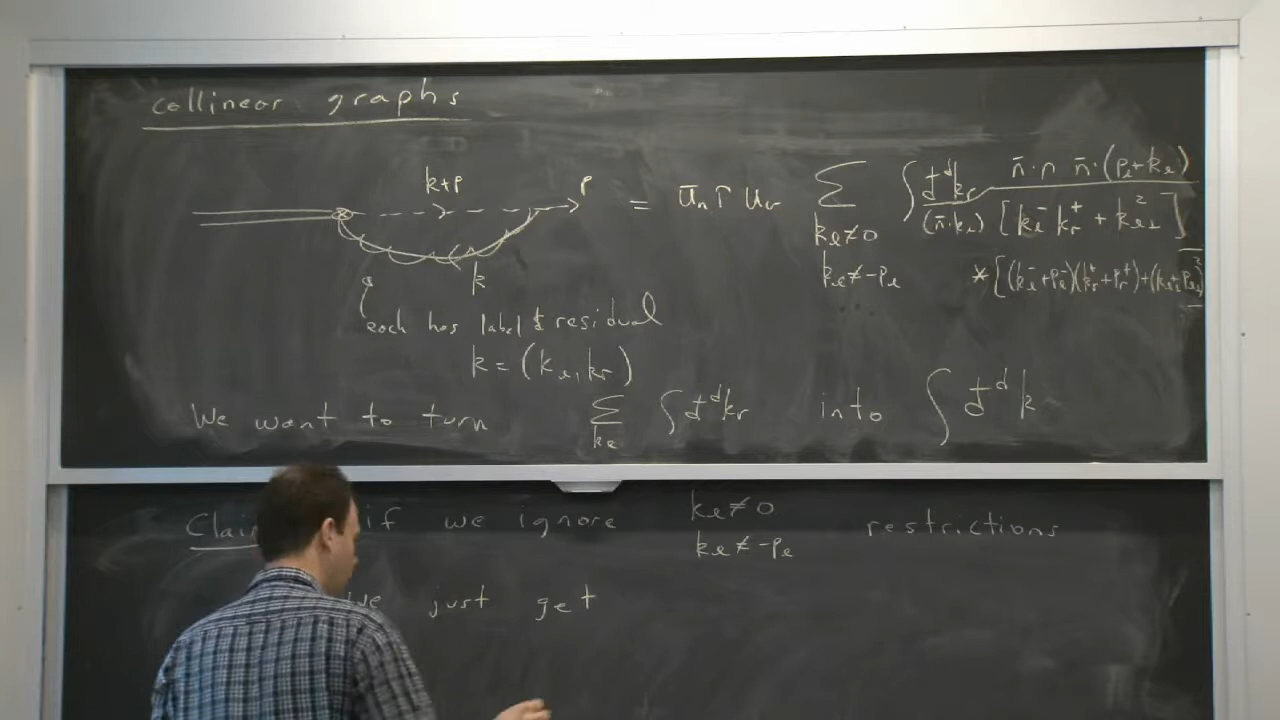 collinear graphs
k+p
p
= ū_n Γ u_v Σ ∫ đ^d k_r n̄·n n̄·(p_ℓ+k_ℓ)
k_ℓ≠0 (n̄·k_ℓ) [k_ℓ^- k_r^+ + k_ℓ⊥^2]
k_ℓ≠-p_ℓ *[(k_ℓ^-+p_ℓ^-)(k_r^++p_r^+)+(k_ℓ⊥+p_ℓ⊥)^2
k
each has label & residual
k = (k_ℓ, k_r)
We want to turn Σ ∫ đ^d k_r into ∫ đ^d k
k_ℓ
if we ignore k_ℓ≠0 restrictions
k_ℓ≠-p_ℓ
we just get